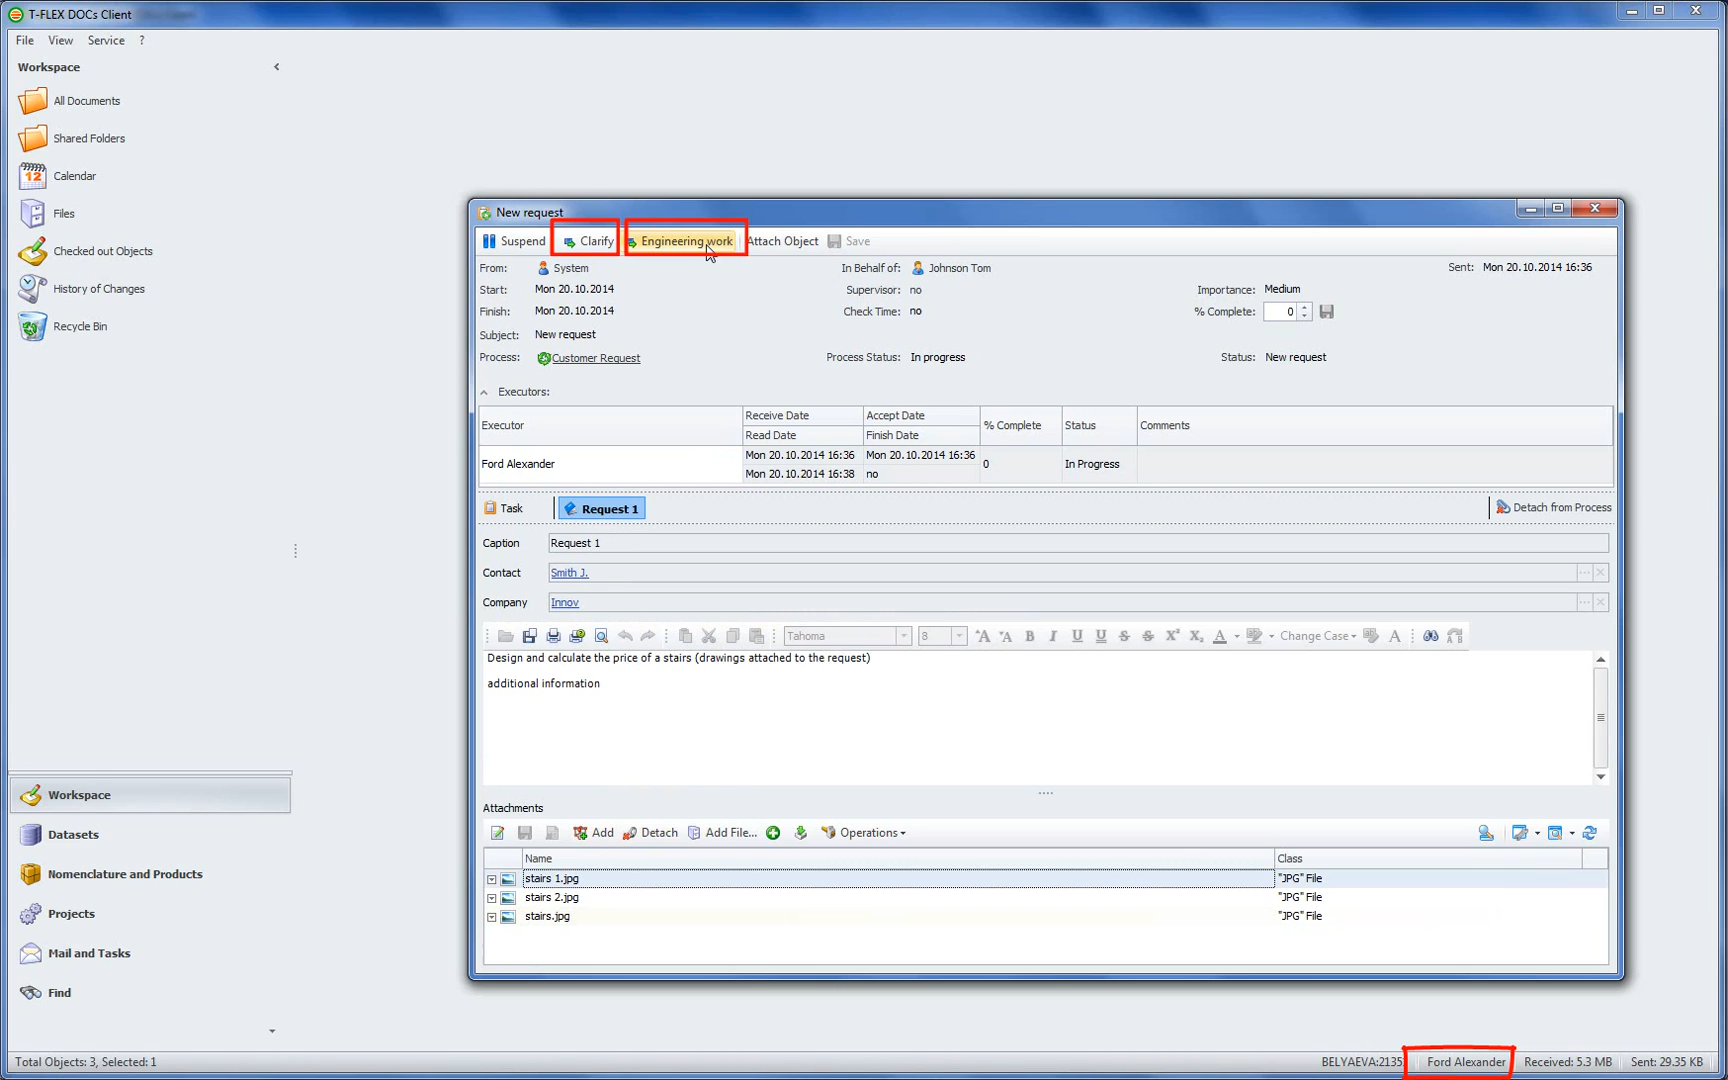 T-FLEX DOCs Client
File View Service ?
Workspace
All Documents
Shared Folders
Calendar
12
Files
Checked out Objects
History of Changes
Recycle Bin
Workspace
Datasets
Nomenclature and Products
Projects
Mail and Tasks
Find
New request
Suspend Clarify Engineering work Attach Object Save
From: System In Behalf of: Johnson Tom Sent: Mon 20.10.2014 16:36
Start: Mon 20.10.2014 Supervisor: no Importance: Medium
Finish: Mon 20.10.2014 Check Time: no % Complete: 0
Subject: New request
Process: Customer Request Process Status: In progress Status: New request
Executors:
Executor Receive Date Accept Date % Complete Status Comments
Read Date Finish Date
Ford Alexander Mon 20.10.2014 16:36 Mon 20.10.2014 16:36 0 In Progress
Mon 20.10.2014 16:38 no
Task Request 1 Detach from Process
Caption Request 1
Contact Smith J.
Company Innov
Tahoma 8 Change Case
Design and calculate the price of a stairs (drawings attached to the request)
additional information
Attachments
Add Detach Add File... Operations
Name Class
stairs 1.jpg "JPG" File
stairs 2.jpg "JPG" File
stairs.jpg "JPG" File
Total Objects: 3, Selected: 1 BELYAEVA:2135 Ford Alexander Received: 5.3 MB Sent: 29.35 KB